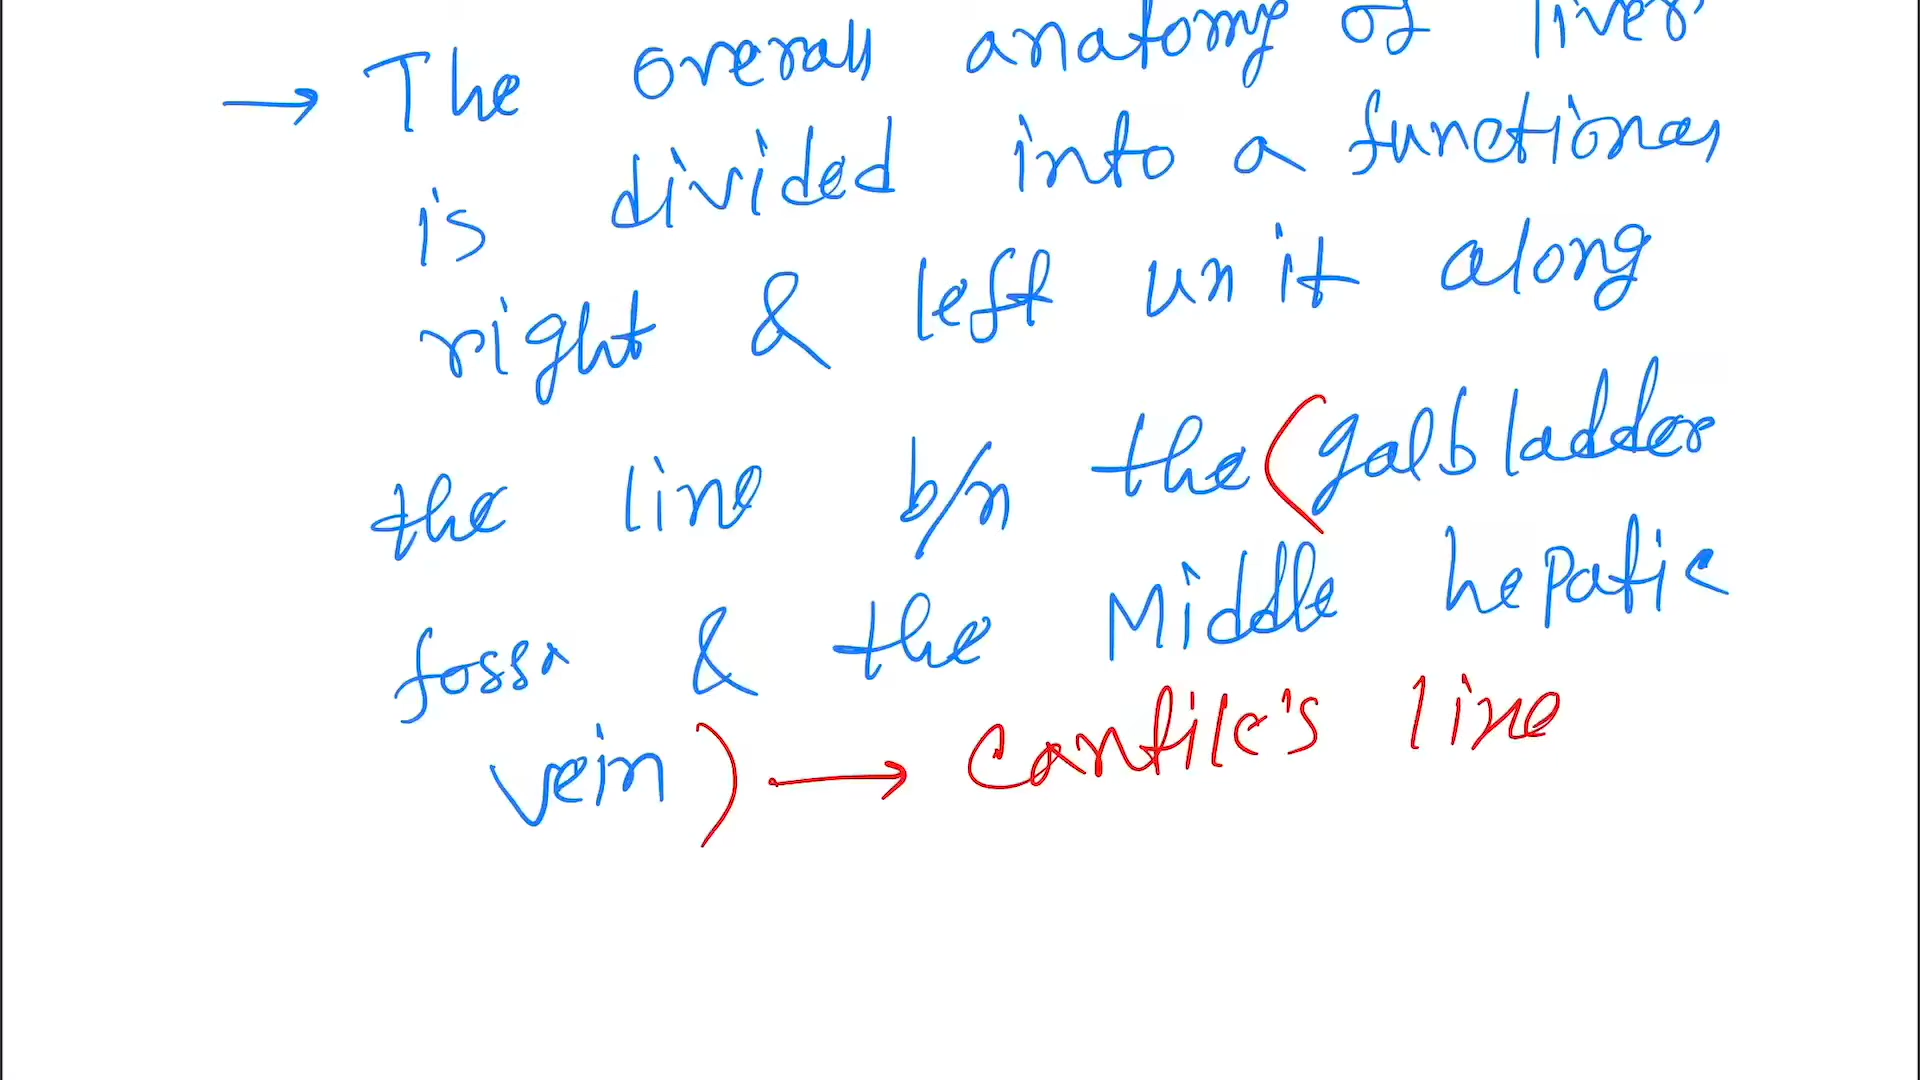 → The overall anatomy of liver
is divided into a functional
right & left unit along
the line b/n the (galbladder
fossa & the Middle hepatic
vein) → Cantile's line